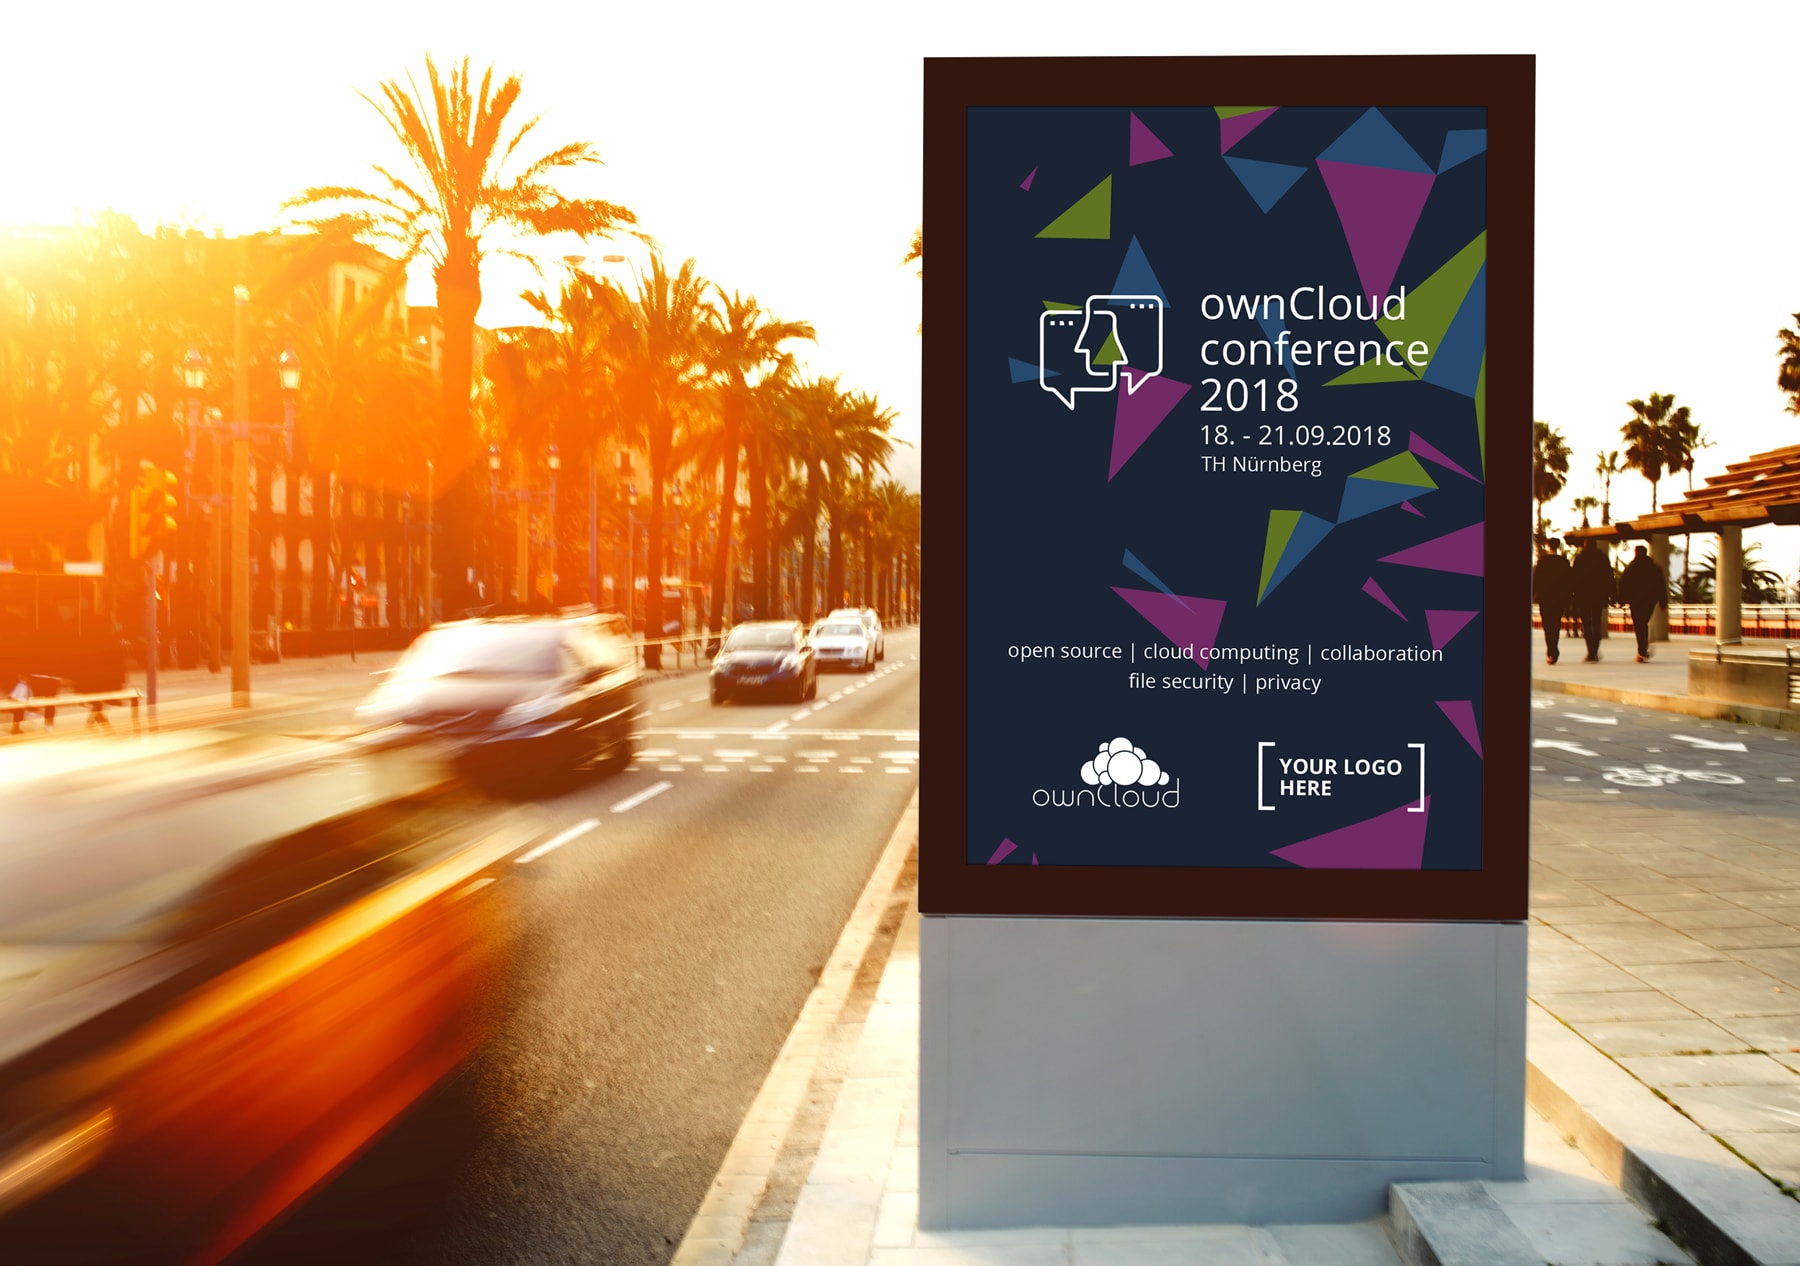 ownCloud
conference
2018
18. - 21.09.2018
TH Nürnberg
open source | cloud computing | collaboration
file security | privacy
ownCloud
[YOUR LOGO
HERE]